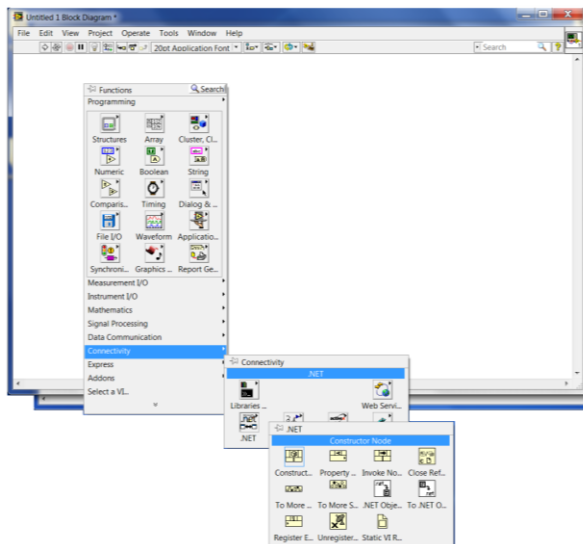 Untitled 1 Block Diagram *
File Edit View Project Operate Tools Window Help
20pt Application Font
Search
Functions
Search
Programming
Structures Array Cluster, Cl...
Numeric Boolean String
Comparis... Timing Dialog & ...
File I/O Waveform Applicatio...
Synchroni... Graphics ... Report Ge...
Measurement I/O
Instrument I/O
Mathematics
Signal Processing
Data Communication
Connectivity
Express
Addons
Select a VI...
Connectivity
.NET
Libraries ... Web Servi...
.NET
.NET
Constructor Node
Construct... Property ... Invoke No... Close Ref...
To More ... To More S... .NET Obje... To .NET O...
Register E... Unregister... Static VI R...